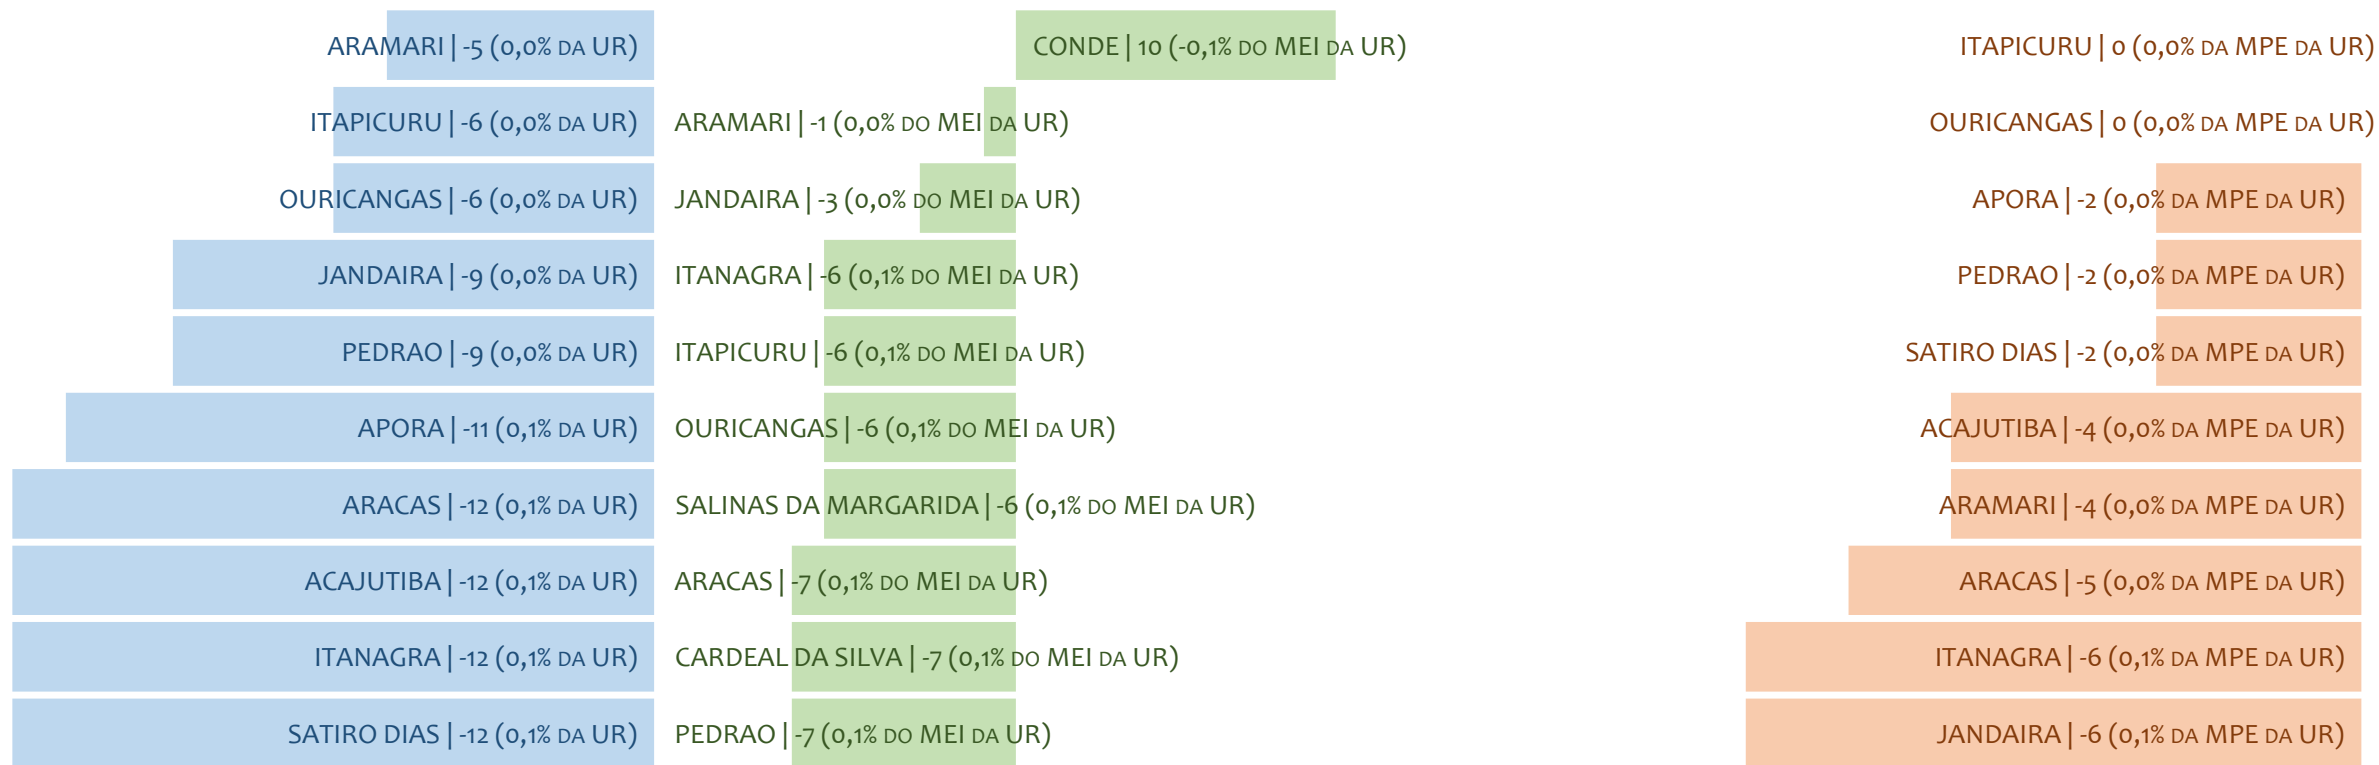 ARAMARI | -5 (0,0% DA UR)
ITAPICURU | -6 (0,0% DA UR)
OURICANGAS | -6 (0,0% DA UR)
JANDAIRA | -9 (0,0% DA UR)
PEDRAO | -9 (0,0% DA UR)
APORA | -11 (0,1% DA UR)
ARACAS | -12 (0,1% DA UR)
ACAJUTIBA | -12 (0,1% DA UR)
ITANAGRA | -12 (0,1% DA UR)
SATIRO DIAS | -12 (0,1% DA UR)
CONDE | 10 (-0,1% DO MEI DA UR)
ARAMARI | -1 (0,0% DO MEI DA UR)
JANDAIRA | -3 (0,0% DO MEI DA UR)
ITANAGRA | -6 (0,1% DO MEI DA UR)
ITAPICURU | -6 (0,1% DO MEI DA UR)
OURICANGAS | -6 (0,1% DO MEI DA UR)
SALINAS DA MARGARIDA | -6 (0,1% DO MEI DA UR)
ARACAS | -7 (0,1% DO MEI DA UR)
CARDEAL DA SILVA | -7 (0,1% DO MEI DA UR)
PEDRAO | -7 (0,1% DO MEI DA UR)
ITAPICURU | 0 (0,0% DA MPE DA UR)
OURICANGAS | 0 (0,0% DA MPE DA UR)
APORA | -2 (0,0% DA MPE DA UR)
PEDRAO | -2 (0,0% DA MPE DA UR)
SATIRO DIAS | -2 (0,0% DA MPE DA UR)
ACAJUTIBA | -4 (0,0% DA MPE DA UR)
ARAMARI | -4 (0,0% DA MPE DA UR)
ARACAS | -5 (0,0% DA MPE DA UR)
ITANAGRA | -6 (0,1% DA MPE DA UR)
JANDAIRA | -6 (0,1% DA MPE DA UR)